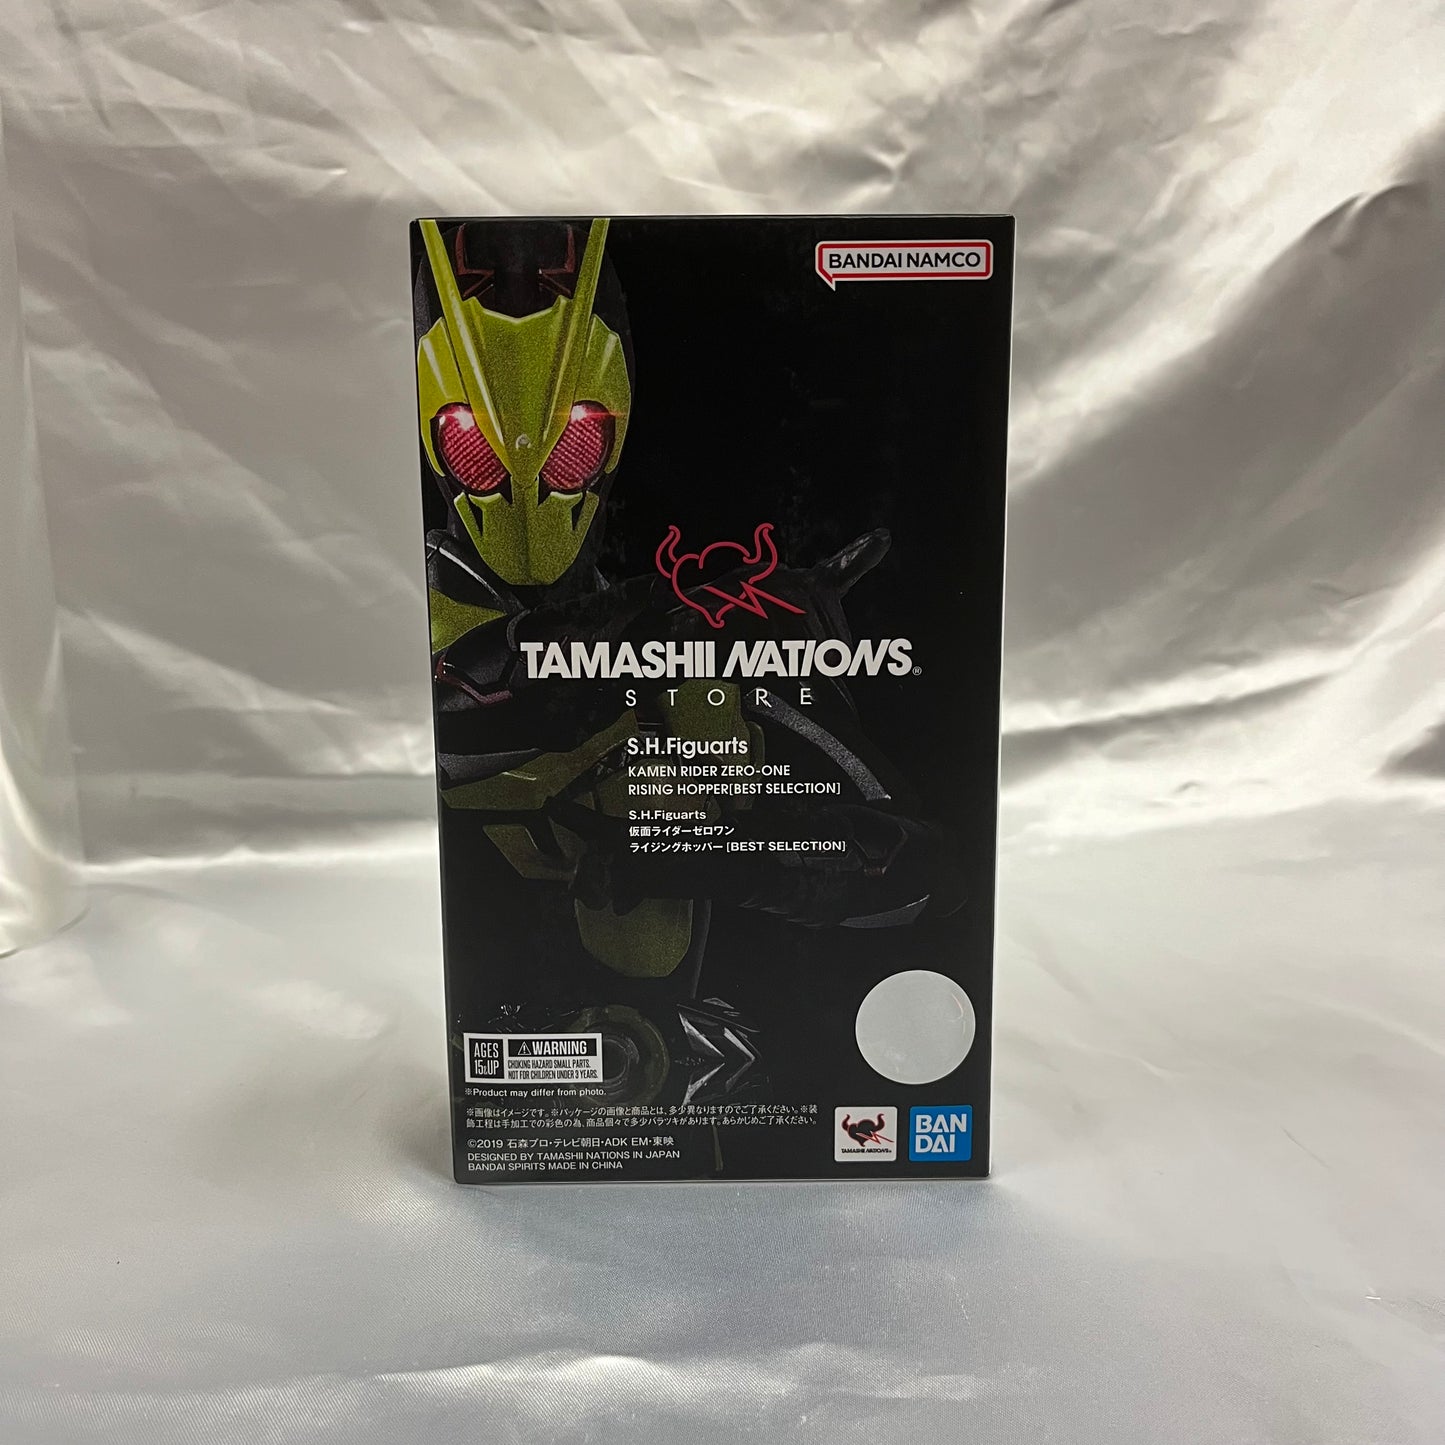 BANDAI NAMCO
TAMASHII NATIONS®
STORE
S.H.Figuarts
KAMEN RIDER ZERO-ONE
RISING HOPPER[BEST SELECTION]
S.H.Figuarts
仮面ライダーゼロワン
ライジングホッパー [BEST SELECTION]
AGES
15&UP
⚠WARNING
CHOKING HAZARD SMALL PARTS.
NOT FOR CHILDREN UNDER 3 YEARS.
※Product may differ from photo.
※画像はイメージです。※パッケージの画像と商品とは、多少異なりますのでご了承ください。※装
飾工程は手加工での彩色の為、商品個々で多少バラツキがあります。あらかじめご了承ください。
©2019 石森プロ・テレビ朝日・ADK EM・東映
DESIGNED BY TAMASHII NATIONS IN JAPAN
BANDAI SPIRITS MADE IN CHINA
TAMASHII NATIONS®
BAN
DAI